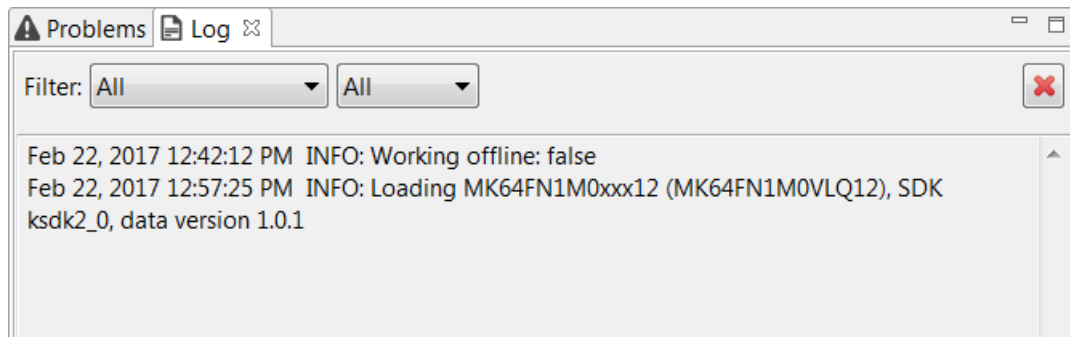 Problems Log
Filter: All All
Feb 22, 2017 12:42:12 PM INFO: Working offline: false
Feb 22, 2017 12:57:25 PM INFO: Loading MK64FN1M0xxx12 (MK64FN1M0VLQ12), SDK
ksdk2_0, data version 1.0.1